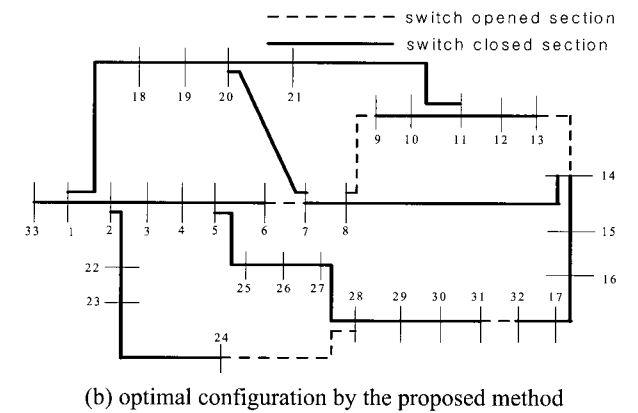 switch opened section
switch closed section
18 19 20 21
9 10 11 12 13
14
33 1 2 3 4 5 6 7 8
15
22 25 26 27
16
23 28 29 30 31 32 17
24
(b) optimal configuration by the proposed method